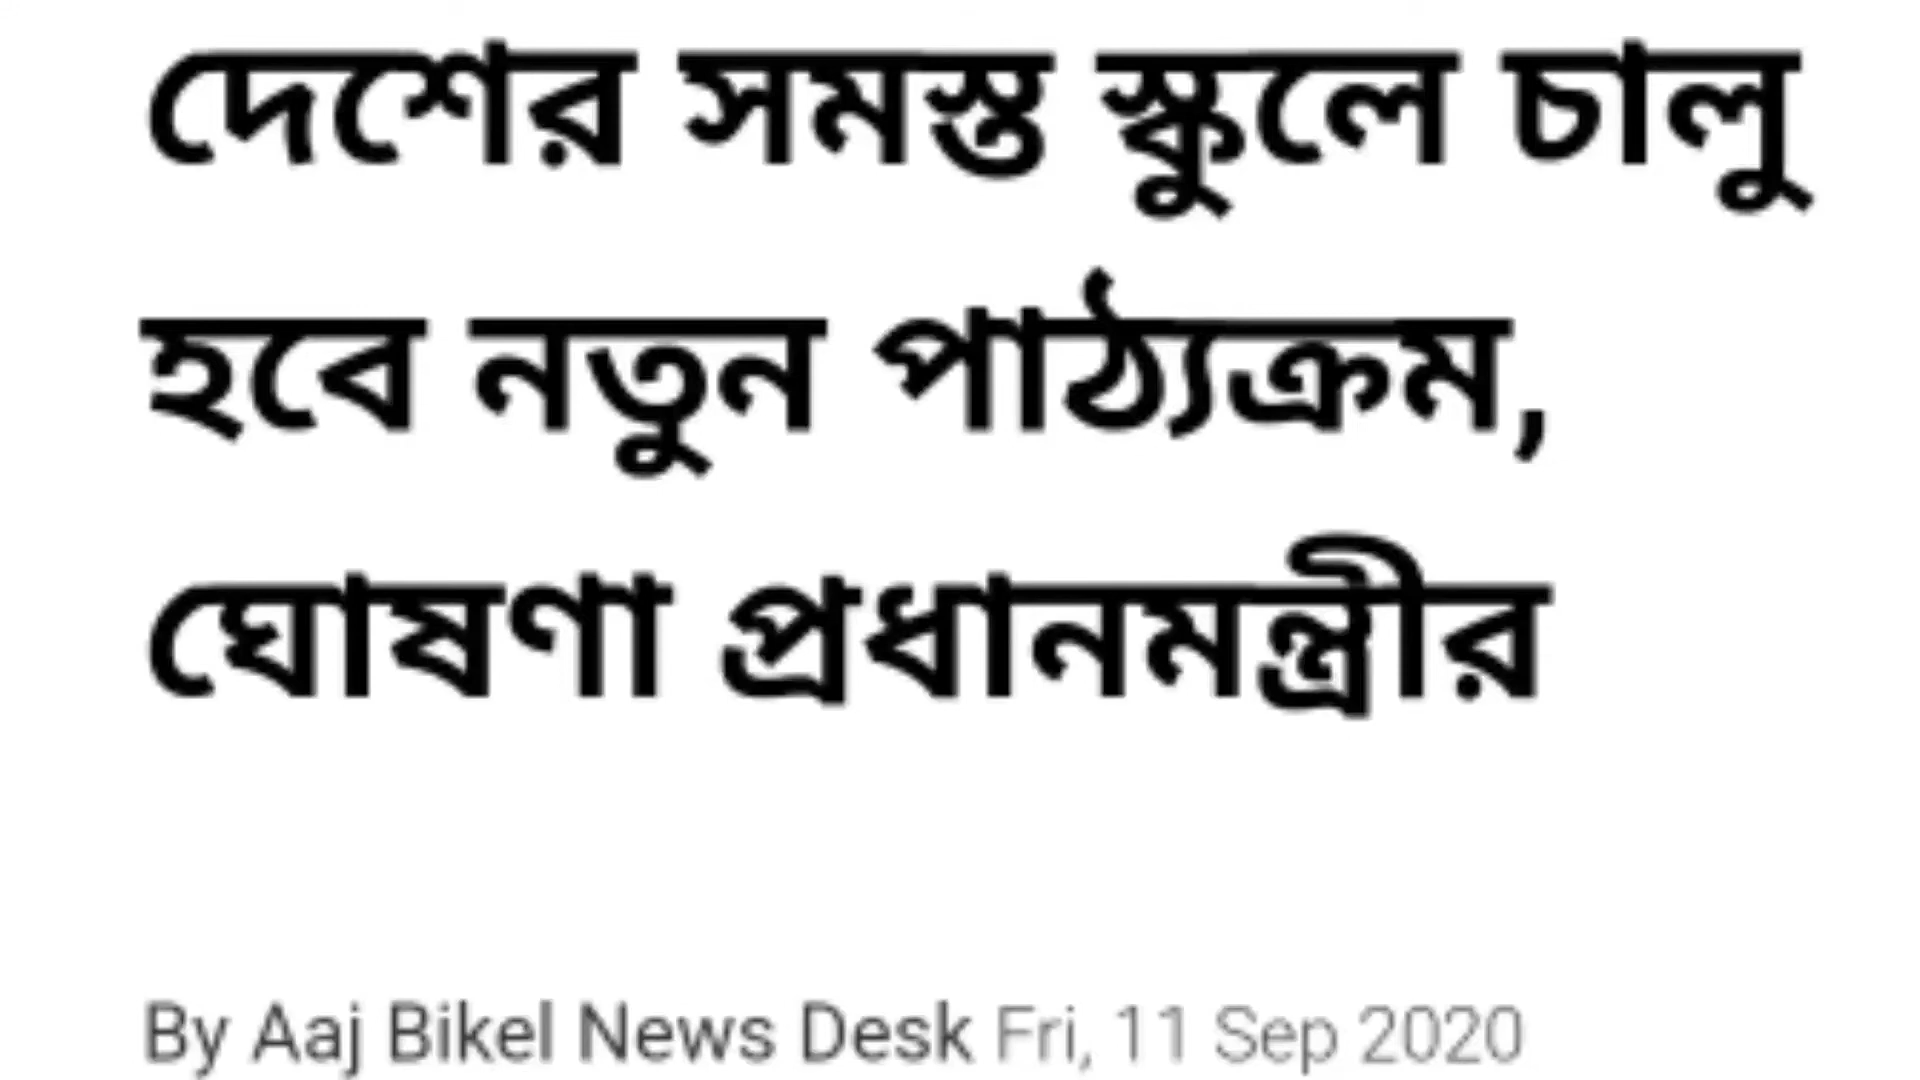 দেশের সমস্ত স্কুলে চালু
হবে নতুন পাঠ্যক্রম,
ঘোষণা প্রধানমন্ত্রীর
By Aaj Bikel News Desk Fri, 11 Sep 2020